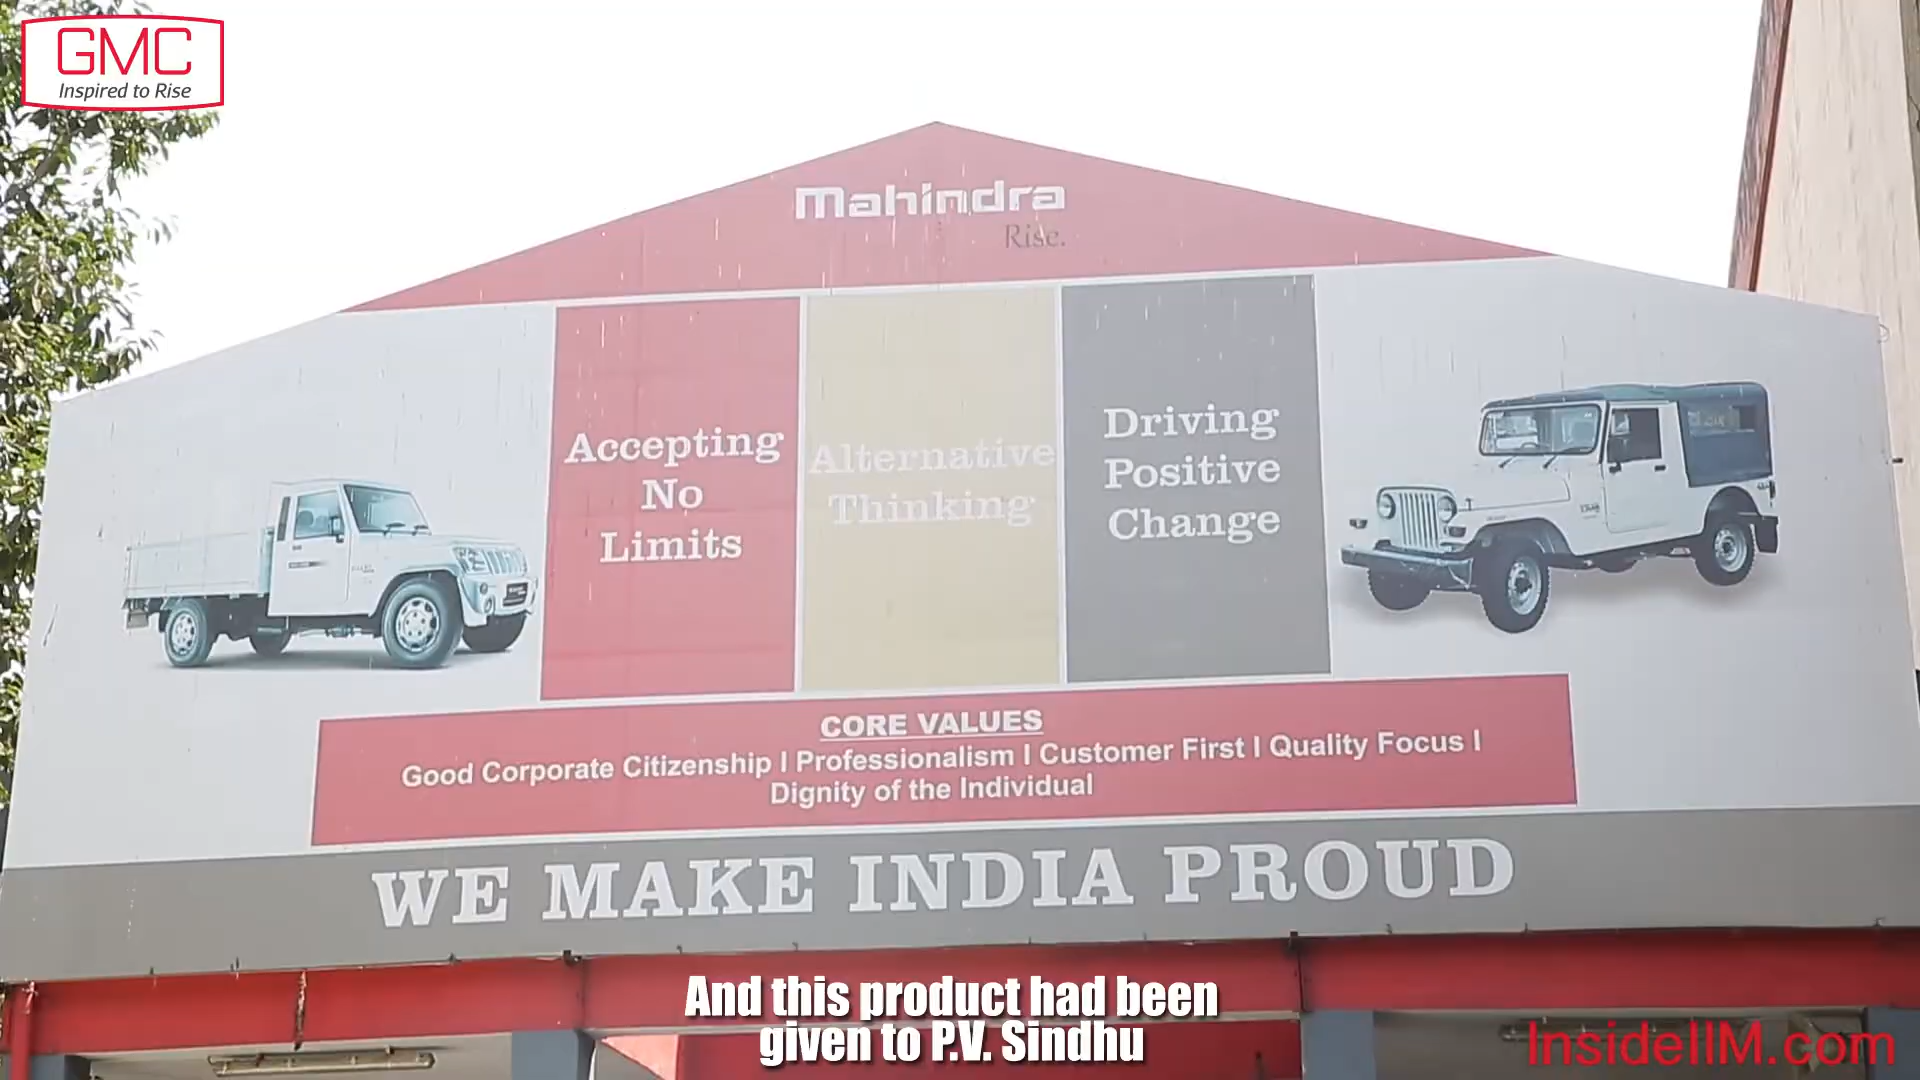 GMC
Inspired to Rise
Mahindra
Rise.
Accepting
No
Limits
Alternative
Thinking
Driving
Positive
Change
CORE VALUES
Good Corporate Citizenship I Professionalism I Customer First I Quality Focus I
Dignity of the Individual
WE MAKE INDIA PROUD
And this product had been
given to P.V. Sindhu
InsideIIM.com